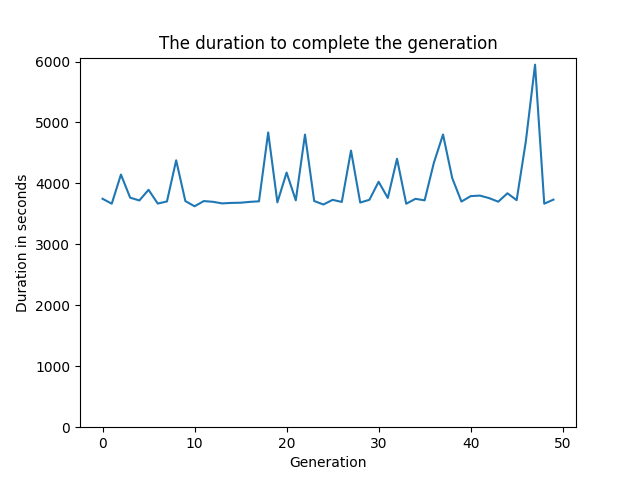 The duration to complete the generation
6000
5000
4000
3000
2000
1000
0
Duration in seconds
0 10 20 30 40 50
Generation